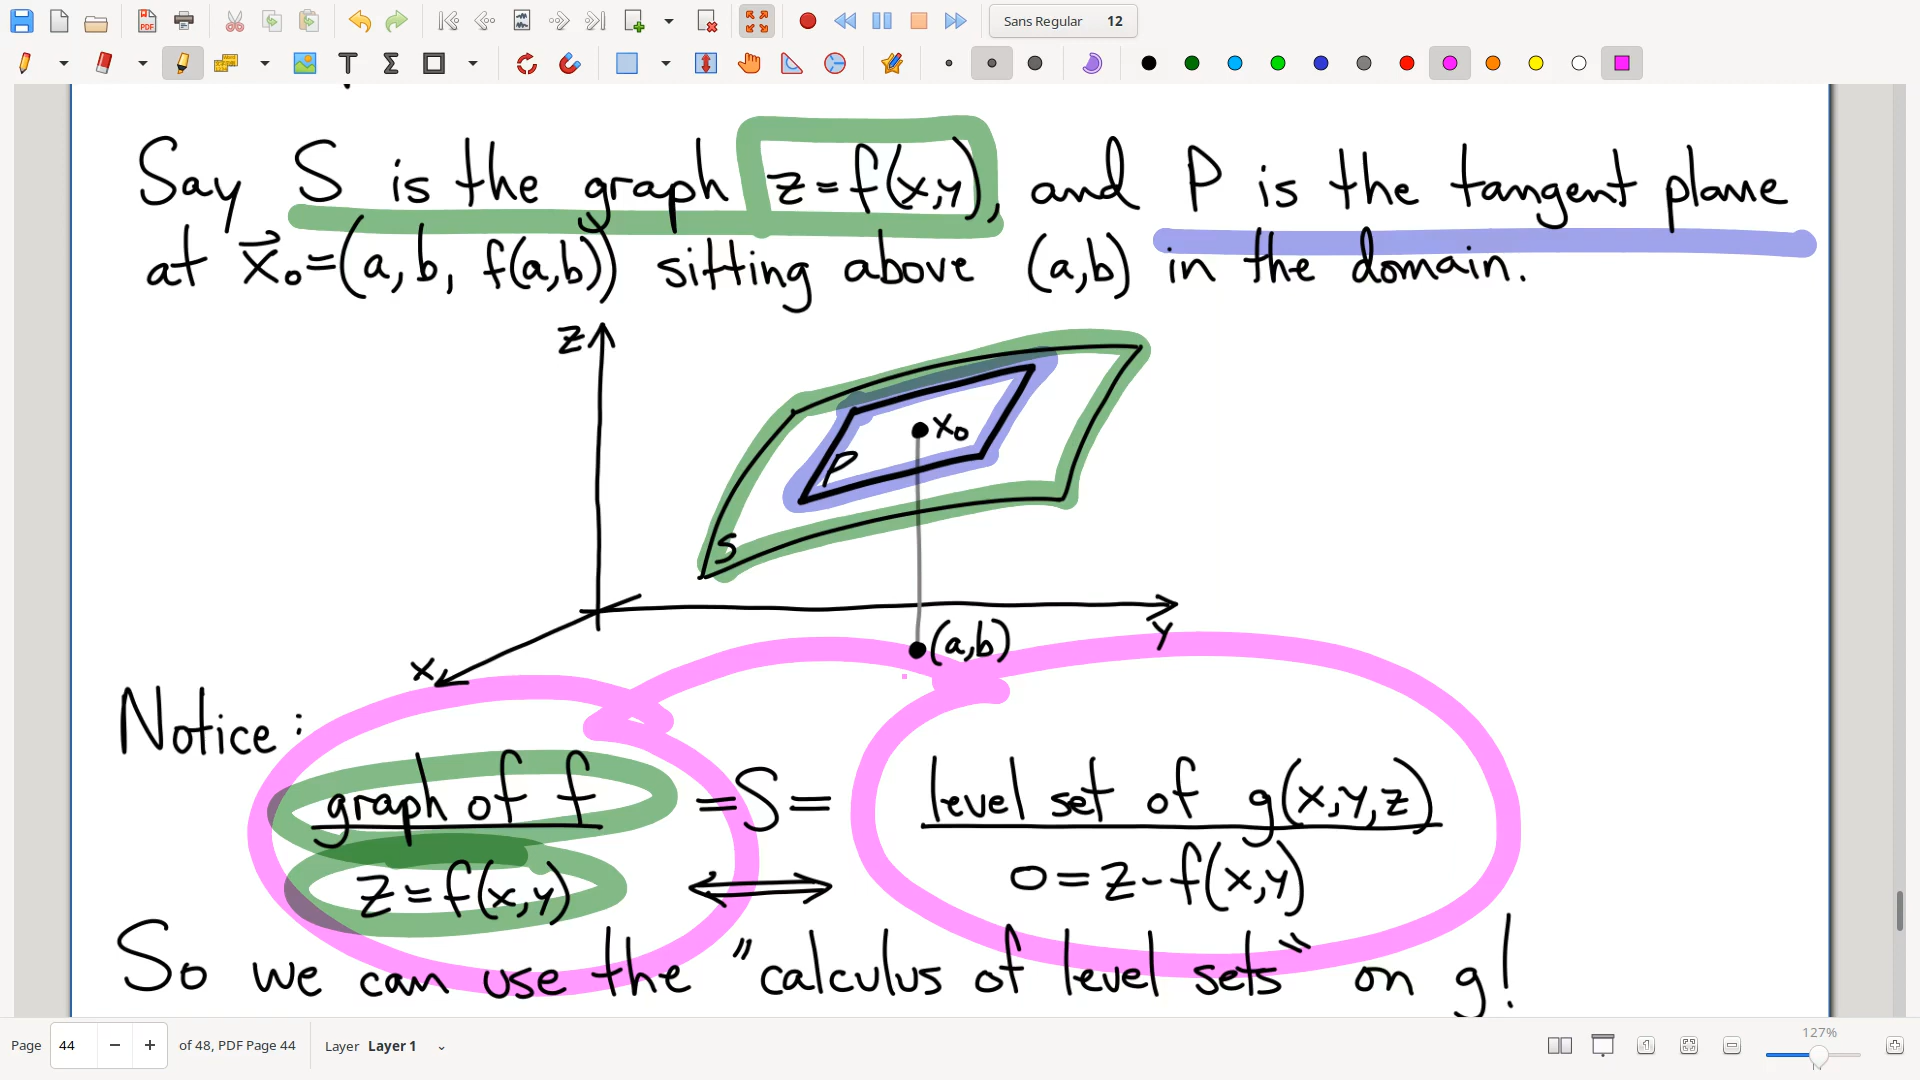 Sans Regular 12
Say S is the graph z=f(x,y), and P is the tangent plane
at x⃗₀=(a, b, f(a,b)) sitting above (a,b) in the domain.
z
x₀
P
S
y
(a,b)
x
Notice:
graph of f =S= level set of g(x,y,z)
z=f(x,y) ⟺ 0=z-f(x,y)
So we can use the "calculus of level sets" on g!
Page 44 of 48, PDF Page 44 Layer Layer 1 127%